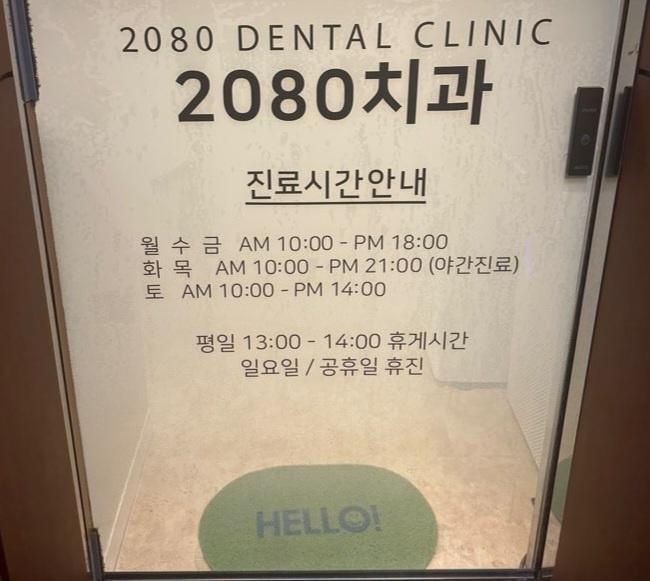 2080 DENTAL CLINIC
2080치과
진료시간안내
월 수 금 AM 10:00 - PM 18:00
화 목 AM 10:00 - PM 21:00 (야간진료)
토 AM 10:00 - PM 14:00
평일 13:00 - 14:00 휴게시간
일요일 / 공휴일 휴진
HELLO!